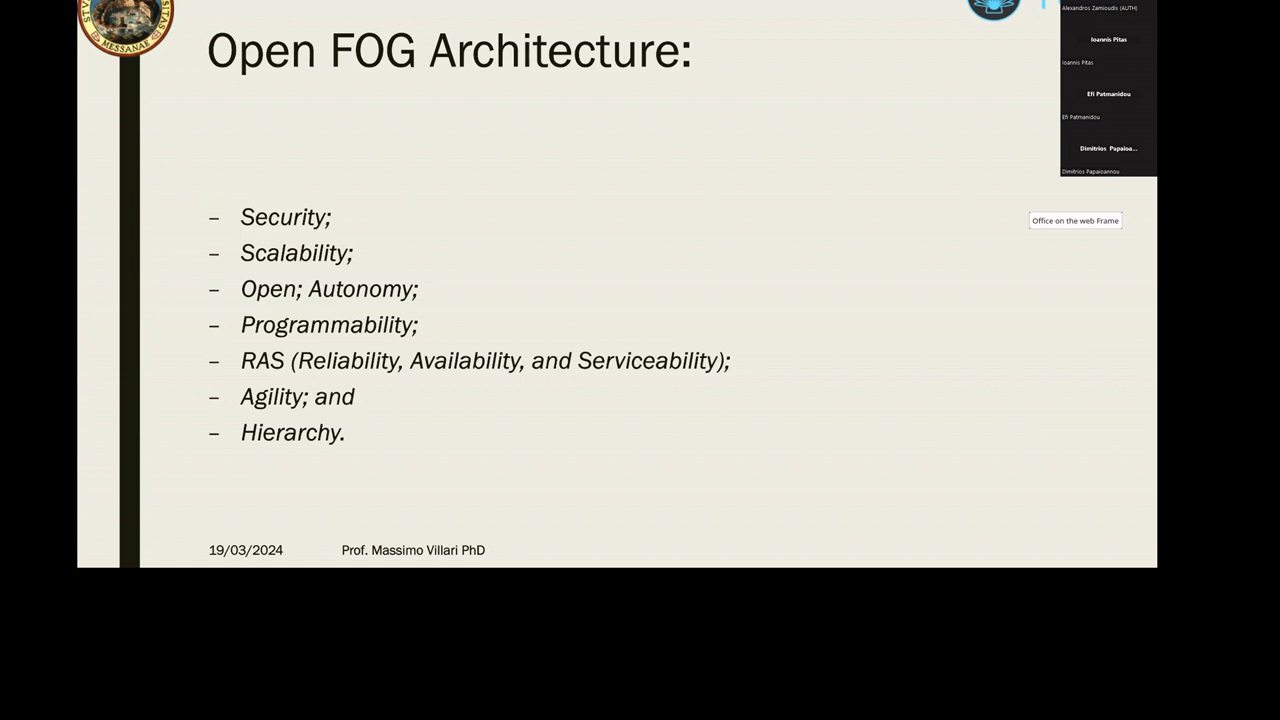 Open FOG Architecture:
– Security;
– Scalability;
– Open; Autonomy;
– Programmability;
– RAS (Reliability, Availability, and Serviceability);
– Agility; and
– Hierarchy.
19/03/2024 Prof. Massimo Villari PhD
MESSANAE
Alexandros Zamioudis (AUTH)
Ioannis Pitas
Ioannis Pitas
Efi Patmanidou
Efi Patmanidou
Dimitrios Papaioa...
Dimitrios Papaioannou
Office on the web Frame